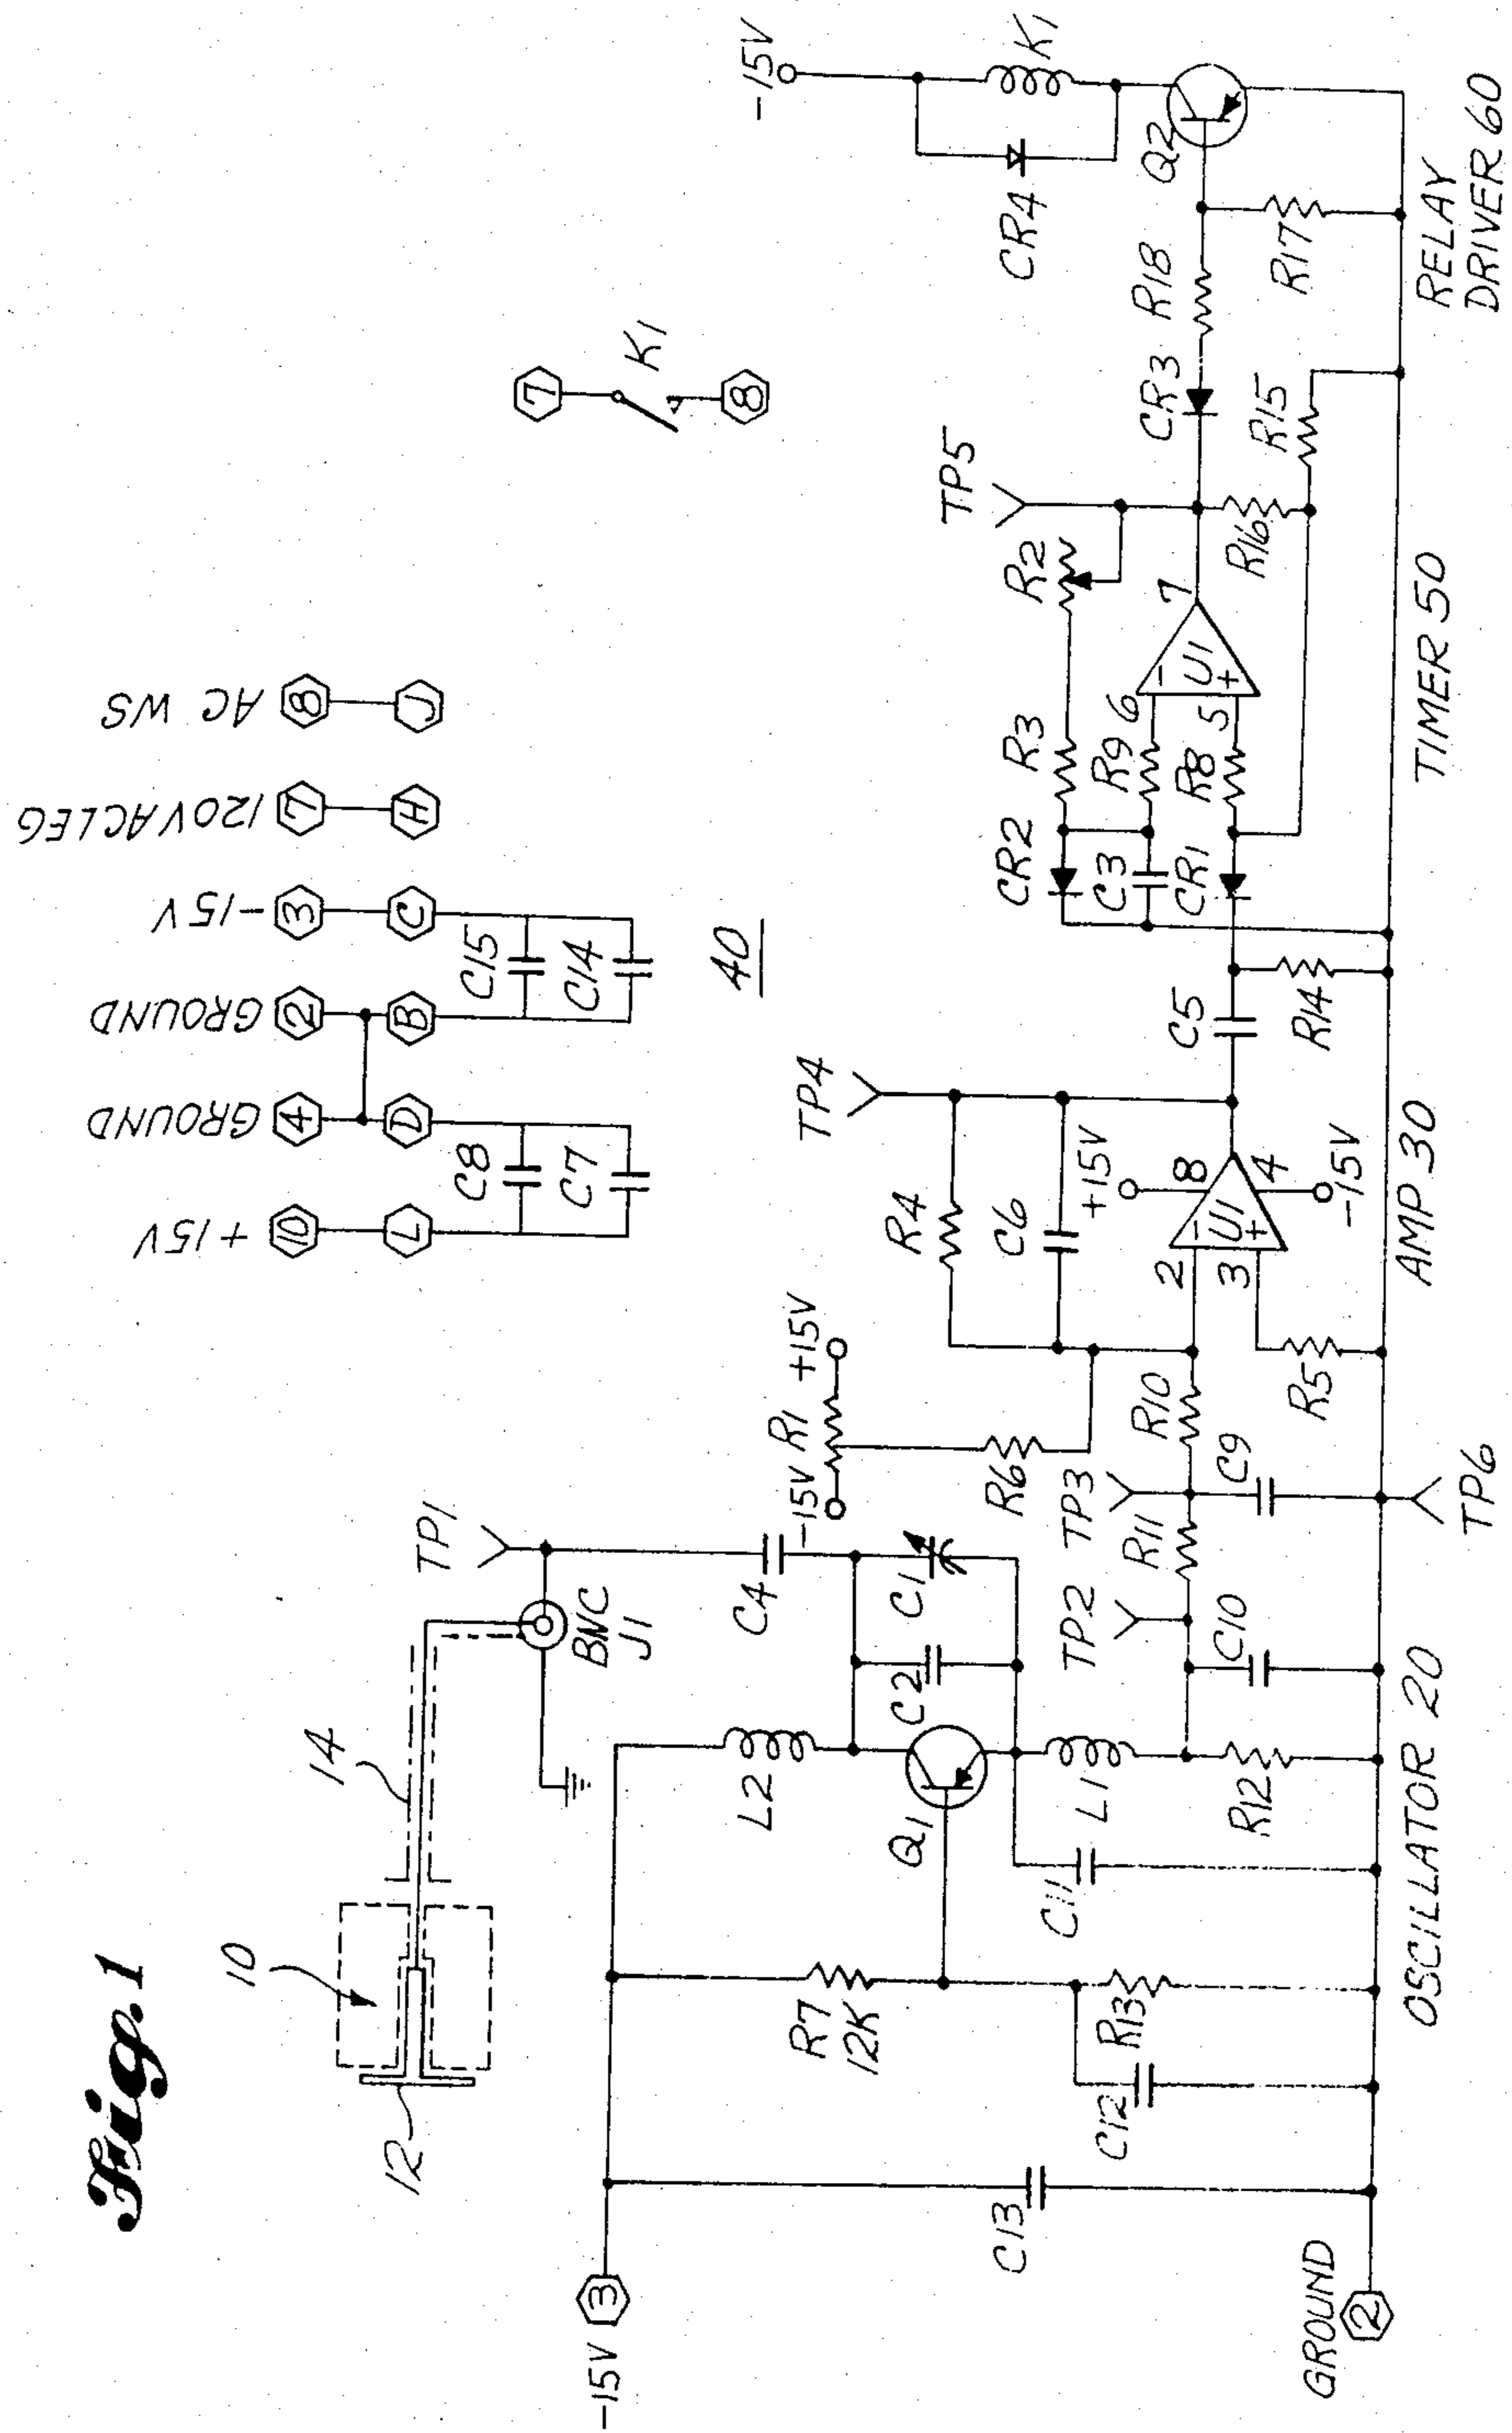 Fig. 1
10
12
14
TP1
BNC
J1
-15V 3
GROUND
2
C13
R7
12K
C12
R13
Q1
L2
C11
L1
R12
C2
C1
C4
C10
TP2
R11
TP3
C9
TP6
OSCILLATOR 20
-15V R1 +15V
R6
R10
R5
R4
C6
2
3
-
U1
+
+15V
8
4
-15V
TP4
AMP 30
C5
R14
CR2
C3
CR1
R3
R9
R8
6
5
-
U1
+
7
R2
TP5
R16
R15
TIMER 50
CR3
R18
R17
Q2
CR4
K1
-15V
RELAY
DRIVER 60
+15V
10
L
GROUND
4
D
GROUND
2
B
-15V
3
C
120VAC LEG
7
H
AC WS
8
J
C8
C7
C15
C14
40
7
K1
8